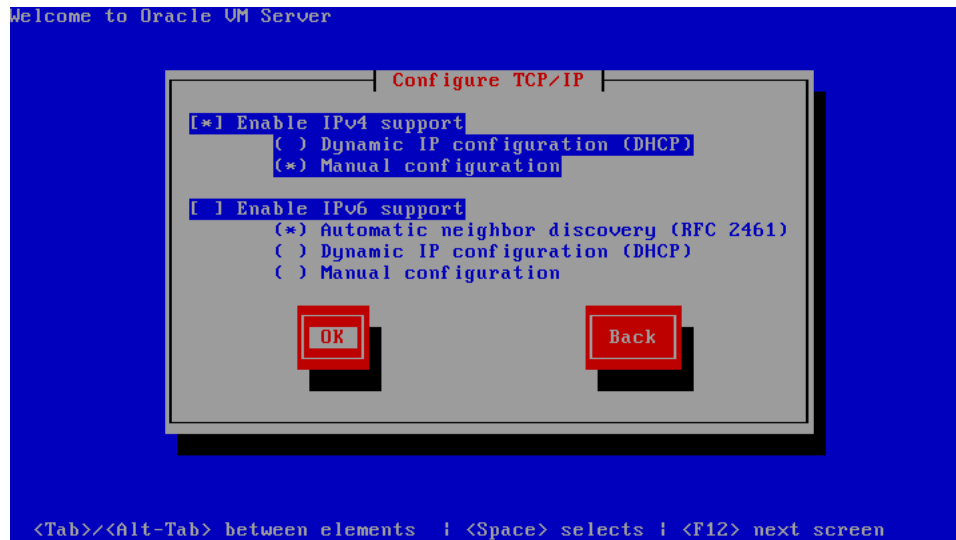 Welcome to Oracle VM Server
Configure TCP/IP
[*] Enable IPv4 support
( ) Dynamic IP configuration (DHCP)
(*) Manual configuration
[ ] Enable IPv6 support
(*) Automatic neighbor discovery (RFC 2461)
( ) Dynamic IP configuration (DHCP)
( ) Manual configuration
OK Back
<Tab>/<Alt-Tab> between elements | <Space> selects | <F12> next screen